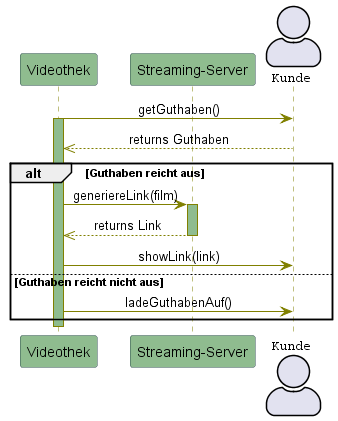 Videothek
Streaming-Server
Kunde
getGuthaben()
returns Guthaben
alt
[Guthaben reicht aus]
generiereLink(film)
returns Link
showLink(link)
[Guthaben reicht nicht aus]
ladeGuthabenAuf()
Videothek
Streaming-Server
Kunde